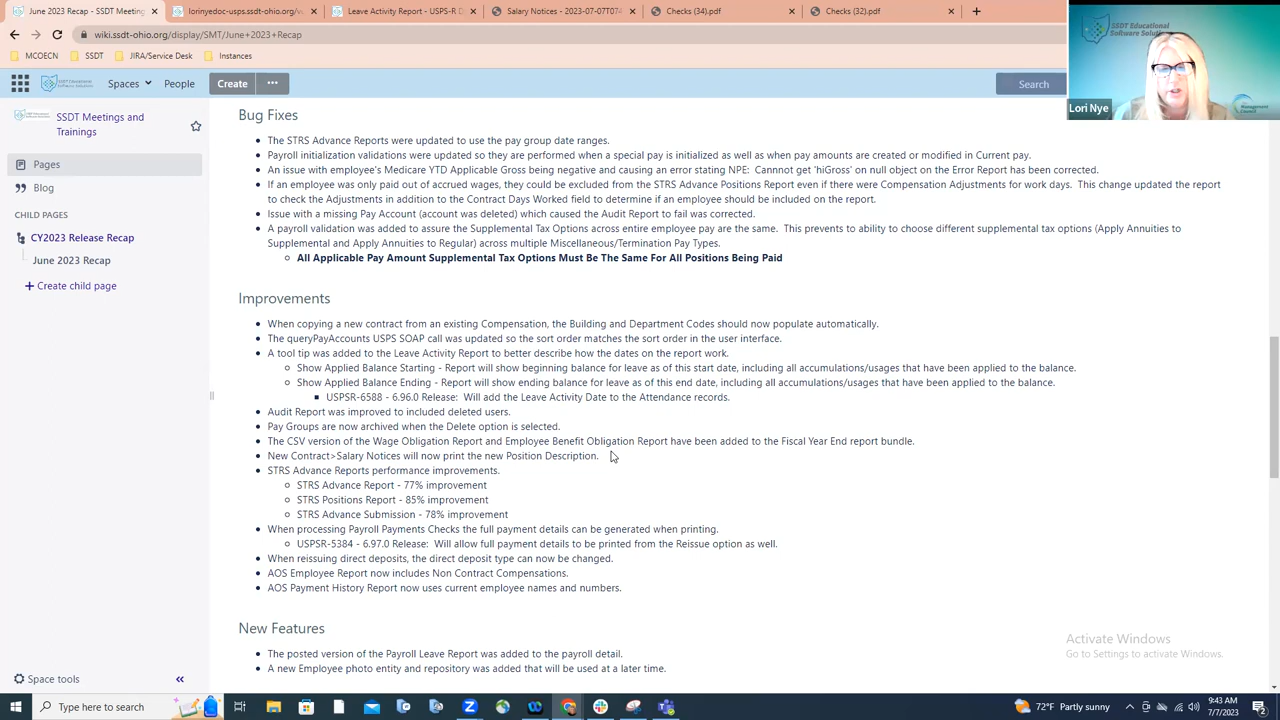 June 2023 Recap - SSDT Meeting
lorinyedco-usps.usdt-ohio.org/w
Leave Activity Report - USPS-R D
Salary Notices - 2023-07-07T074
Checks (34).pdf
Checks (32).pdf
wiki.ssdt-ohio.org/display/SMT/June+2023+Recap
MCOECN
SSDT
JIRA/Service Desk
Instances
SSDT Educational
Software Solutions
Management
Council
Lori Nye
Spaces
People
Create
Search
SSDT Meetings and
Trainings
Pages
Blog
CHILD PAGES
CY2023 Release Recap
June 2023 Recap
+ Create child page
Space tools
Bug Fixes
The STRS Advance Reports were updated to use the pay group date ranges.
Payroll initialization validations were updated so they are performed when a special pay is initialized as well as when pay amounts are created or modified in Current pay.
An issue with employee's Medicare YTD Applicable Gross being negative and causing an error stating NPE: Cannnot get 'hiGross' on null object on the Error Report has been corrected.
If an employee was only paid out of accrued wages, they could be excluded from the STRS Advance Positions Report even if there were Compensation Adjustments for work days. This change updated the report
to check the Adjustments in addition to the Contract Days Worked field to determine if an employee should be included on the report.
Issue with a missing Pay Account (account was deleted) which caused the Audit Report to fail was corrected.
A payroll validation was added to assure the Supplemental Tax Options across entire employee pay are the same. This prevents to ability to choose different supplemental tax options (Apply Annuities to
Supplemental and Apply Annuities to Regular) across multiple Miscellaneous/Termination Pay Types.
All Applicable Pay Amount Supplemental Tax Options Must Be The Same For All Positions Being Paid
Improvements
When copying a new contract from an existing Compensation, the Building and Department Codes should now populate automatically.
The queryPayAccounts USPS SOAP call was updated so the sort order matches the sort order in the user interface.
A tool tip was added to the Leave Activity Report to better describe how the dates on the report work.
Show Applied Balance Starting - Report will show beginning balance for leave as of this start date, including all accumulations/usages that have been applied to the balance.
Show Applied Balance Ending - Report will show ending balance for leave as of this end date, including all accumulations/usages that have been applied to the balance.
USPSR-6588 - 6.96.0 Release: Will add the Leave Activity Date to the Attendance records.
Audit Report was improved to included deleted users.
Pay Groups are now archived when the Delete option is selected.
The CSV version of the Wage Obligation Report and Employee Benefit Obligation Report have been added to the Fiscal Year End report bundle.
New Contract>Salary Notices will now print the new Position Description.
STRS Advance Reports performance improvements.
STRS Advance Report - 77% improvement
STRS Positions Report - 85% improvement
STRS Advance Submission - 78% improvement
When processing Payroll Payments Checks the full payment details can be generated when printing.
USPSR-5384 - 6.97.0 Release: Will allow full payment details to be printed from the Reissue option as well.
When reissuing direct deposits, the direct deposit type can now be changed.
AOS Employee Report now includes Non Contract Compensations.
AOS Payment History Report now uses current employee names and numbers.
New Features
The posted version of the Payroll Leave Report was added to the payroll detail.
A new Employee photo entity and repository was added that will be used at a later time.
Activate Windows
Go to Settings to activate Windows.
Type here to search
72°F Partly sunny
9:43 AM
7/7/2023
2